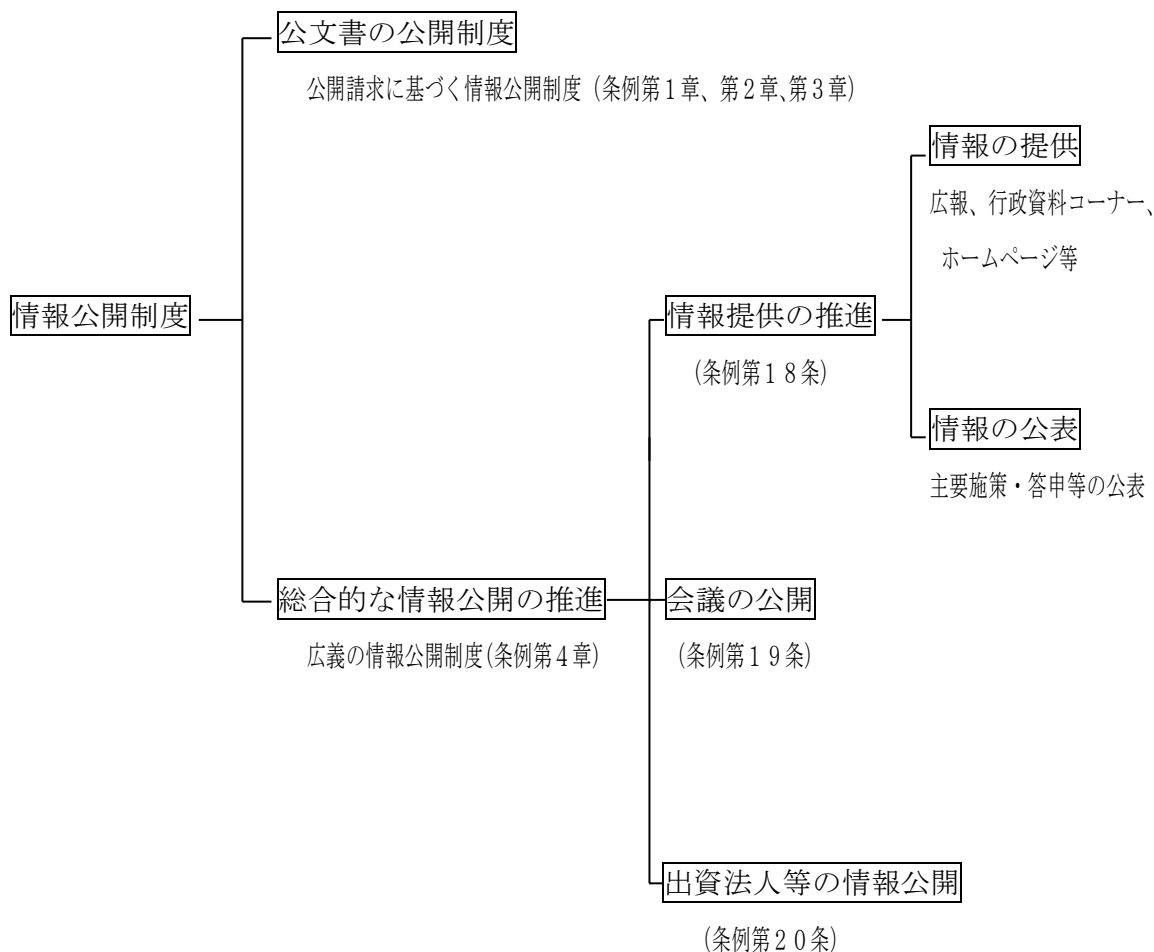 公文書の公開制度
公開請求に基づく情報公開制度（条例第１章、第２章、第３章）
情報の提供
広報、行政資料コーナー、
ホームページ等
情報公開制度
情報提供の推進
（条例第１８条）
情報の公表
主要施策・答申等の公表
総合的な情報公開の推進
広義の情報公開制度（条例第４章）
会議の公開
（条例第１９条）
出資法人等の情報公開
（条例第２０条）